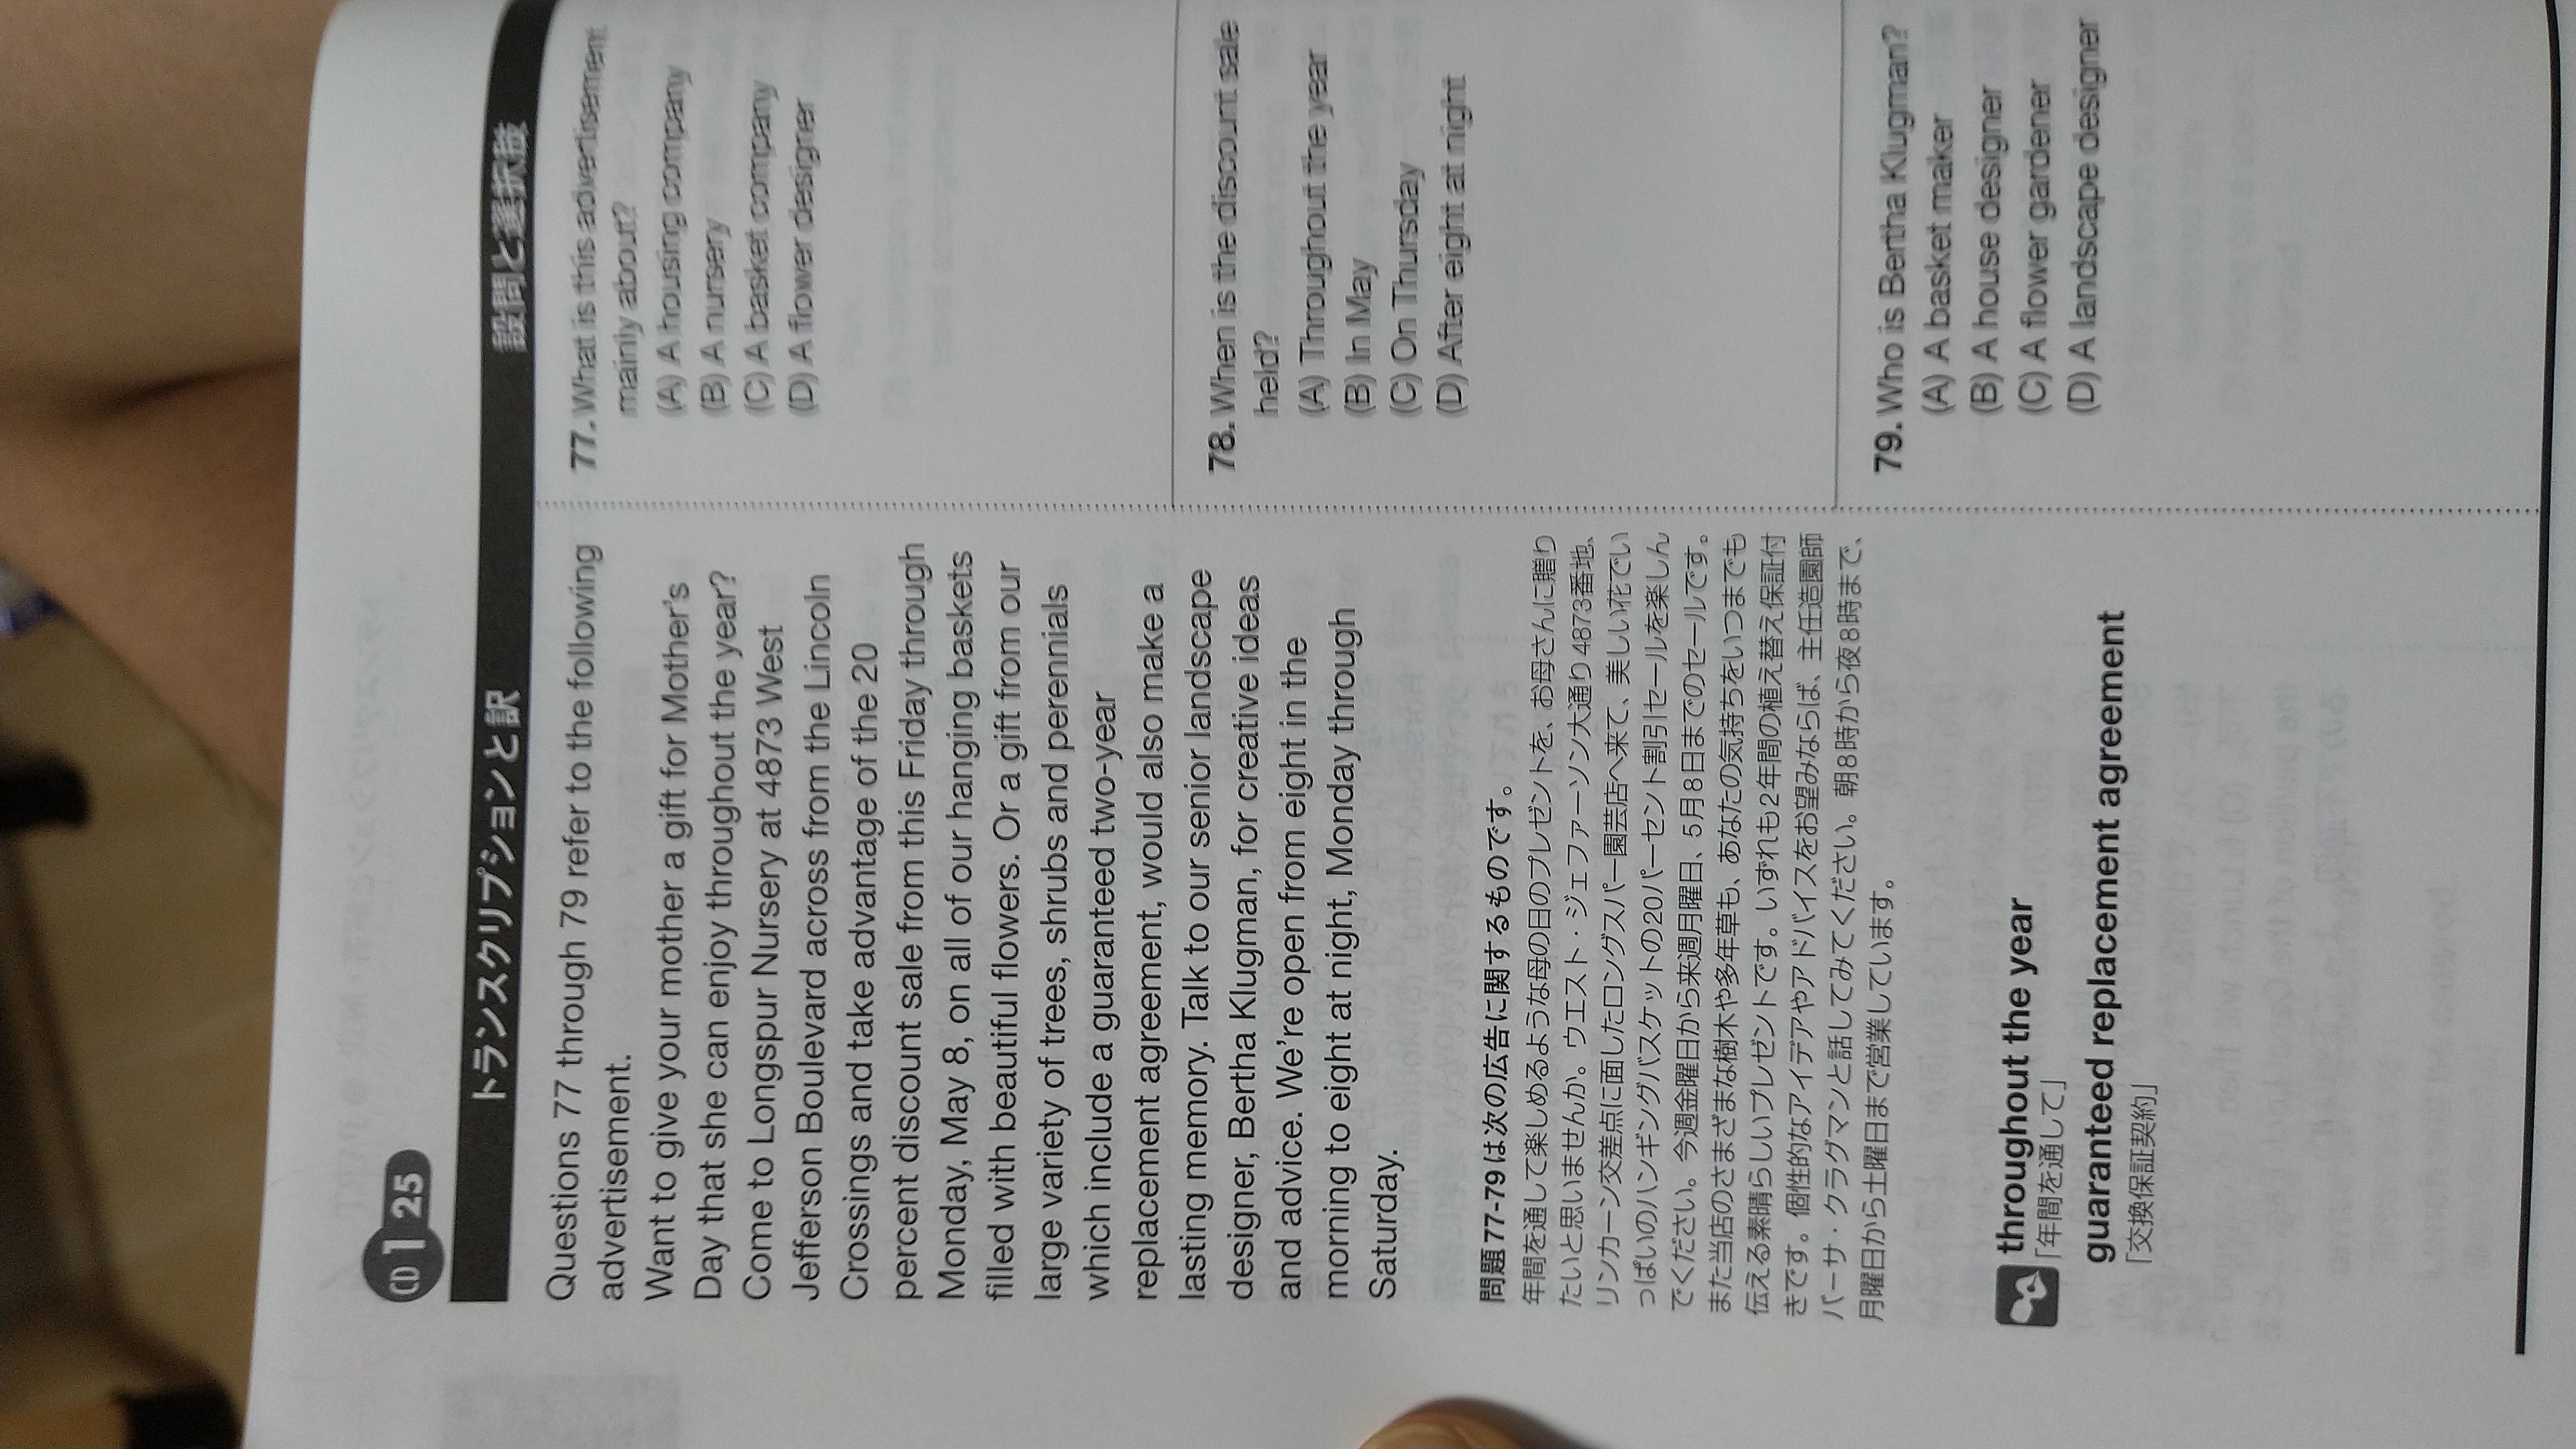 CD 1 25
トランスクリプションと訳
Questions 77 through 79 refer to the following
advertisement.
Want to give your mother a gift for Mother's
Day that she can enjoy throughout the year?
Come to Longspur Nursery at 4873 West
Jefferson Boulevard across from the Lincoln
Crossings and take advantage of the 20
percent discount sale from this Friday through
Monday, May 8, on all of our hanging baskets
filled with beautiful flowers. Or a gift from our
large variety of trees, shrubs and perennials
which include a guaranteed two-year
replacement agreement, would also make a
lasting memory. Talk to our senior landscape
designer, Bertha Klugman, for creative ideas
and advice. We're open from eight in the
morning to eight at night, Monday through
Saturday.
問題77-79は次の広告に関するものです。
年間を通して楽しめるような母の日のプレゼントを、お母さんに贈り
たいと思いませんか。ウエスト・ジェファーソン大通り4873番地、
リンカーン交差点に面したロングスパー園芸店へ来て、美しい花でい
っぱいのハンギングバスケットの20パーセント割引セールを楽しん
でください。今週金曜日から来週月曜日、5月8日までのセールです。
また当店のさまざまな樹木や多年草も、あなたの気持ちをいつまでも
伝える素晴らしいプレゼントです。いずれも2年間の植え替え保証付
きです。個性的なアイデアやアドバイスをお望みならば、主任造園師
バーサ・クラグマンと話してみてください。朝8時から夜8時まで、
月曜日から土曜日まで営業しています。
throughout the year
「年間を通して」
guaranteed replacement agreement
「交換保証契約」
設問と選択肢
77. What is this advertisement
mainly about?
(A) A housing company
(B) A nursery
(C) A basket company
(D) A flower designer
78. When is the discount sale
held?
(A) Throughout the year
(B) In May
(C) On Thursday
(D) After eight at night
79. Who is Bertha Klugman?
(A) A basket maker
(B) A house designer
(C) A flower gardener
(D) A landscape designer